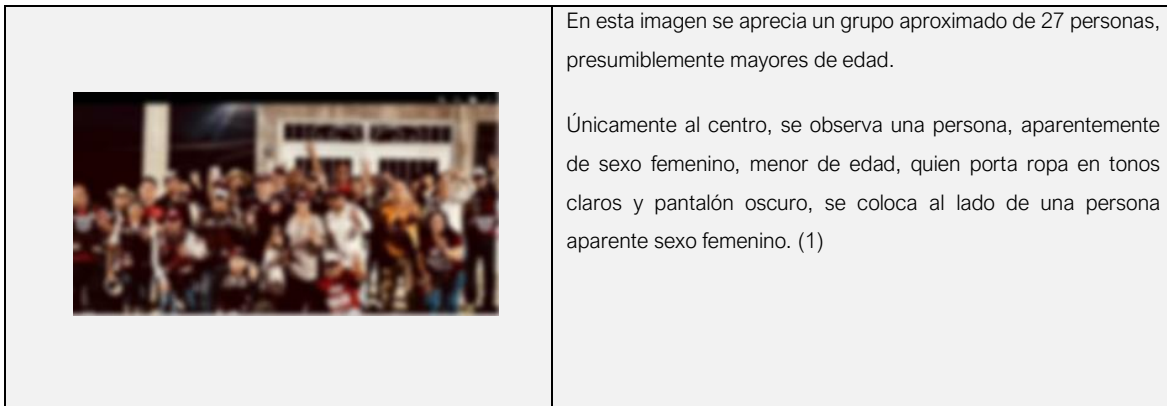 En esta imagen se aprecia un grupo aproximado de 27 personas,
presumiblemente mayores de edad.
Únicamente al centro, se observa una persona, aparentemente
de sexo femenino, menor de edad, quien porta ropa en tonos
claros y pantalón oscuro, se coloca al lado de una persona
aparente sexo femenino. (1)